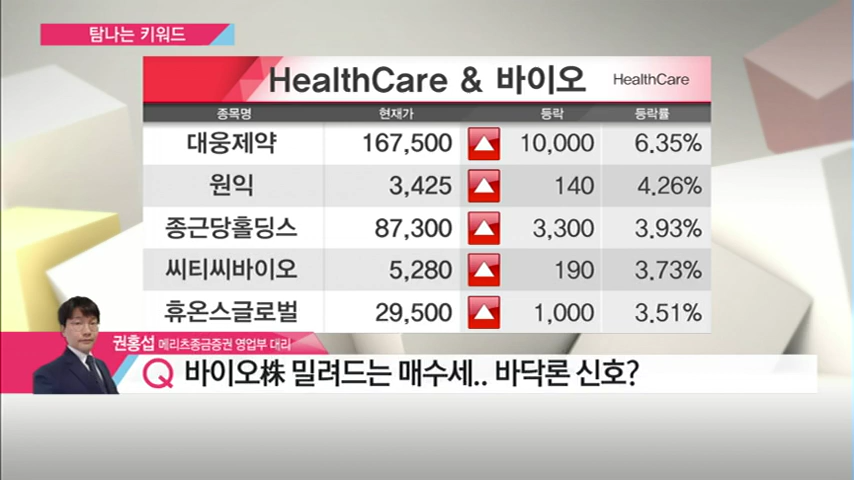 탐나는 키워드
HealthCare & 바이오 HealthCare
종목명 현재가 등락 등락률
대웅제약 167,500 10,000 6.35%
원익 3,425 140 4.26%
종근당홀딩스 87,300 3,300 3.93%
씨티씨바이오 5,280 190 3.73%
휴온스글로벌 29,500 1,000 3.51%
권홍섭 메리츠종금증권 영업부 대리
Q 바이오株 밀려드는 매수세.. 바닥론 신호?